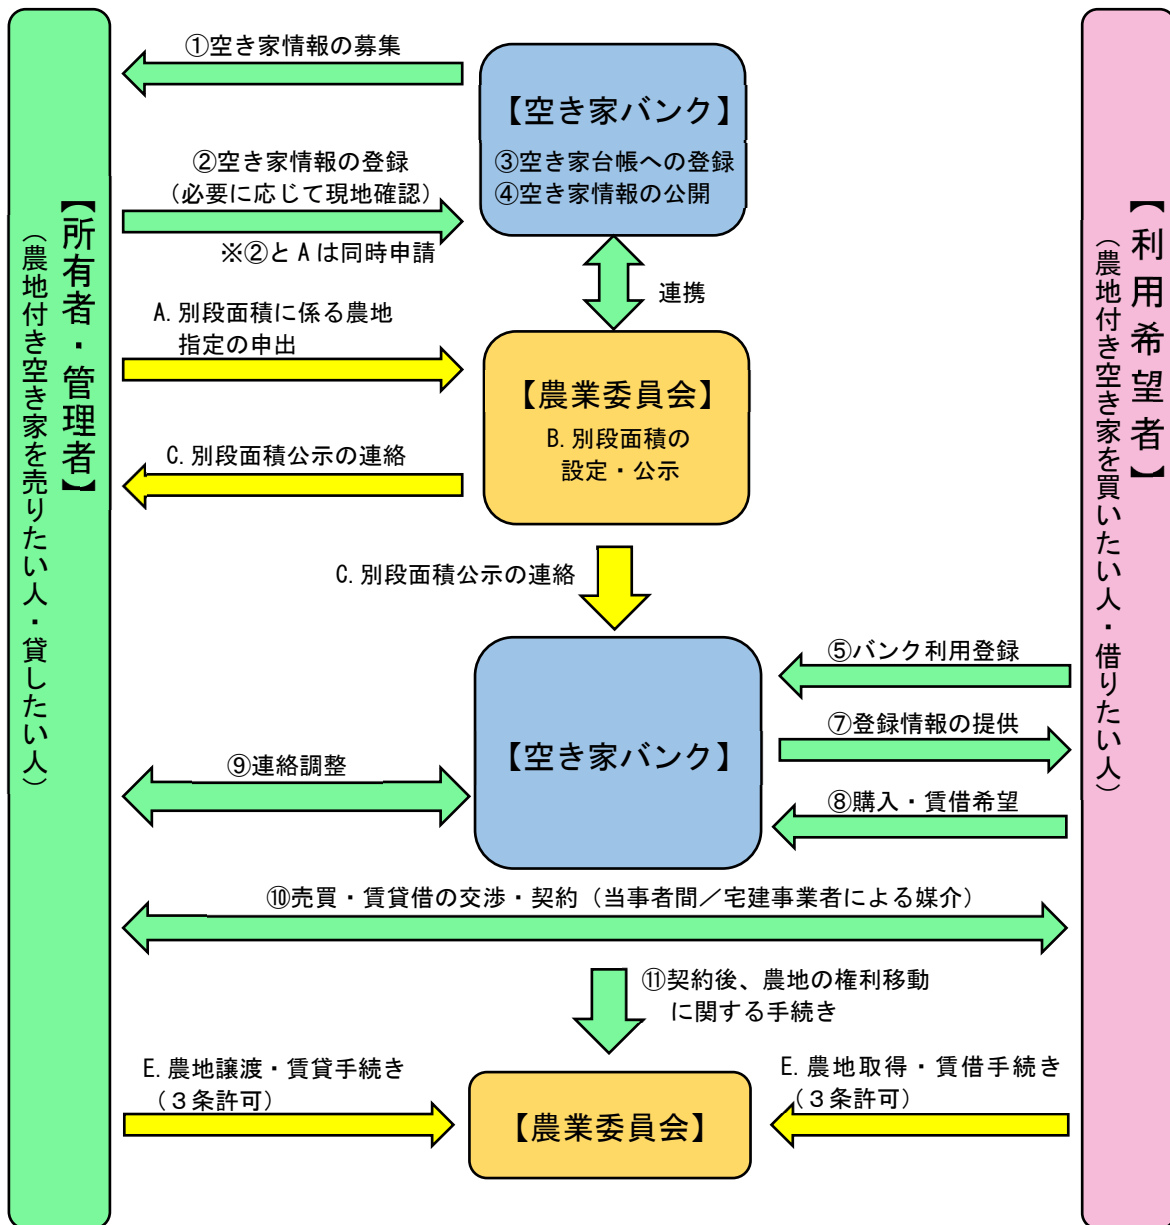 ①空き家情報の募集
【空き家バンク】
③空き家台帳への登録
④空き家情報の公開
②空き家情報の登録
（必要に応じて現地確認）
※②と A は同時申請
連携
【所有者・管理者】
（農地付き空き家を売りたい人・貸したい人）
【利用希望者】
（農地付き空き家を買いたい人・借りたい人）
A. 別段面積に係る農地
指定の申出
【農業委員会】
B. 別段面積の
設定・公示
C. 別段面積公示の連絡
C. 別段面積公示の連絡
⑤バンク利用登録
⑦登録情報の提供
【空き家バンク】
⑨連絡調整
⑧購入・賃借希望
⑩売買・賃貸借の交渉・契約（当事者間／宅建事業者による媒介）
⑪契約後、農地の権利移動
に関する手続き
E. 農地譲渡・賃貸手続き
（３条許可）
【農業委員会】
E. 農地取得・賃借手続き
（３条許可）